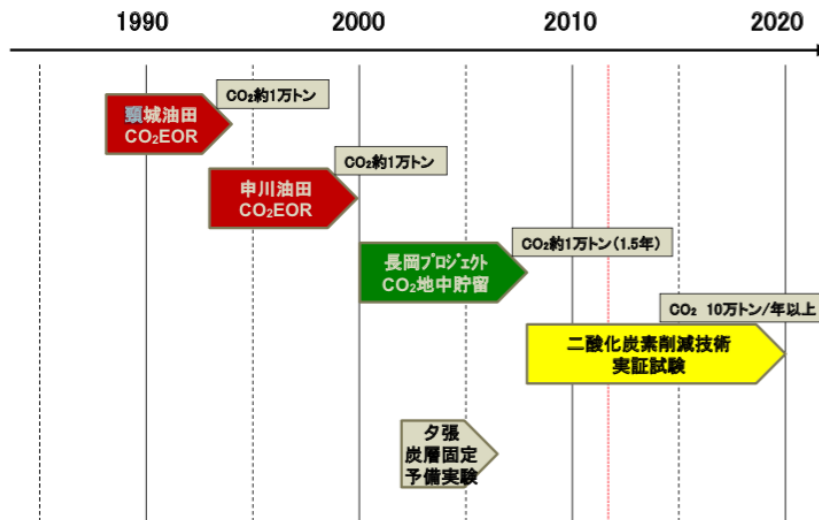 1990 2000 2010 2020
CO₂約1万トン
頸城油田
CO₂EOR
CO₂約1万トン
申川油田
CO₂EOR
CO₂約1万トン(1.5年)
長岡プロジェクト
CO₂地中貯留
CO₂ 10万トン/年以上
二酸化炭素削減技術
実証試験
夕張
炭層固定
予備実験